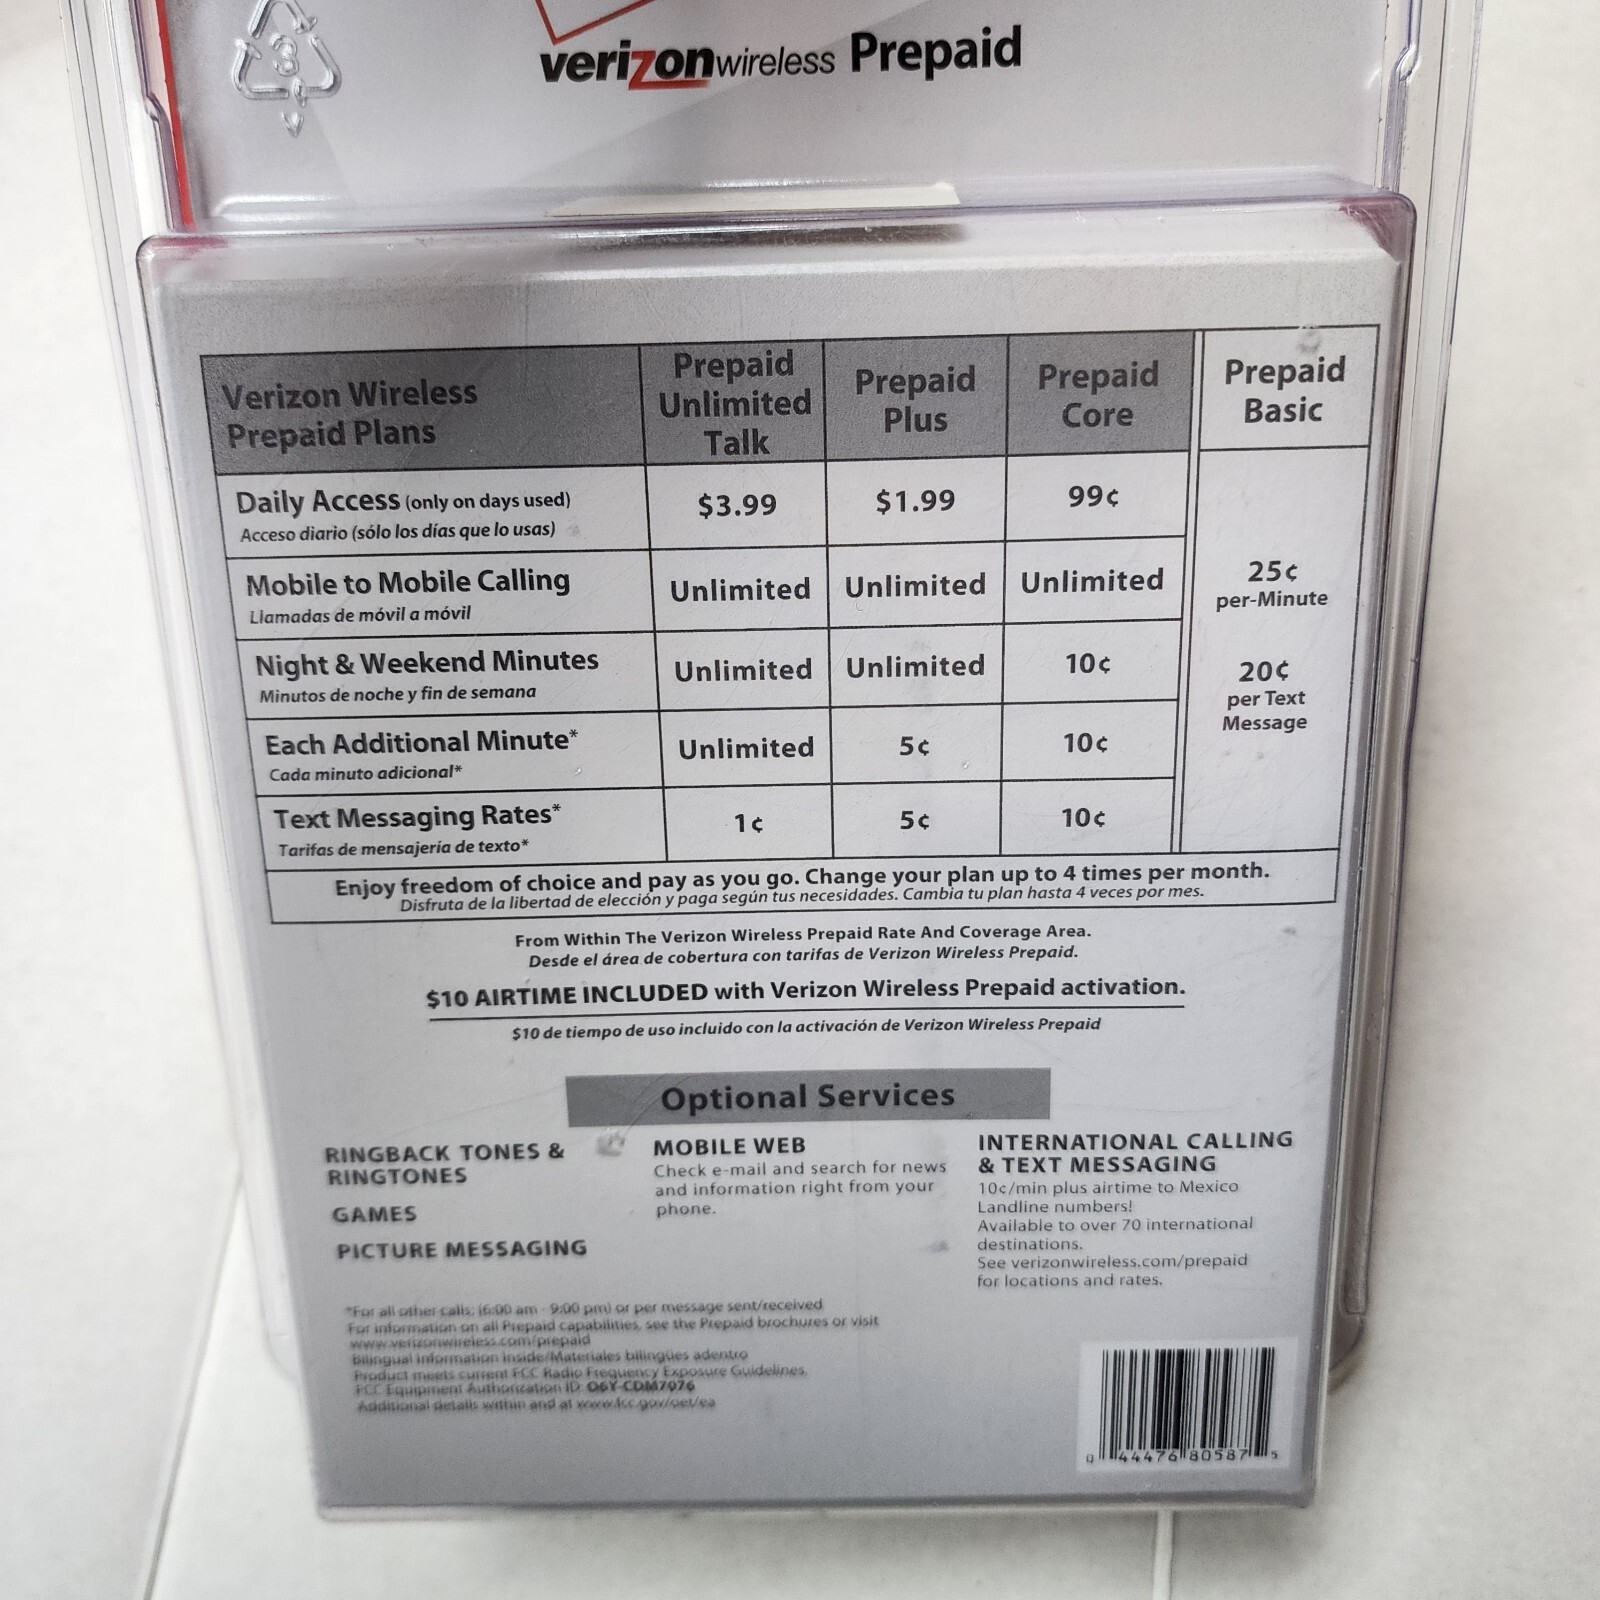 3
verizonwireless Prepaid
Verizon Wireless
Prepaid Plans
Prepaid
Unlimited
Talk
Prepaid
Plus
Prepaid
Core
Prepaid
Basic
Daily Access (only on days used)
Acceso diario (sólo los días que lo usas)
$3.99
$1.99
99¢
Mobile to Mobile Calling
Llamadas de móvil a móvil
Unlimited
Unlimited
Unlimited
Night & Weekend Minutes
Minutos de noche y fin de semana
Unlimited
Unlimited
10¢
Each Additional Minute*
Cada minuto adicional*
Unlimited
5¢
10¢
Text Messaging Rates*
Tarifas de mensajería de texto*
1¢
5¢
10¢
25¢
per-Minute
20¢
per Text
Message
Enjoy freedom of choice and pay as you go. Change your plan up to 4 times per month.
Disfruta de la libertad de elección y paga según tus necesidades. Cambia tu plan hasta 4 veces por mes.
From Within The Verizon Wireless Prepaid Rate And Coverage Area.
Desde el área de cobertura con tarifas de Verizon Wireless Prepaid.
$10 AIRTIME INCLUDED with Verizon Wireless Prepaid activation.
$10 de tiempo de uso incluido con la activación de Verizon Wireless Prepaid
Optional Services
RINGBACK TONES &
RINGTONES
GAMES
PICTURE MESSAGING
MOBILE WEB
Check e-mail and search for news
and information right from your
phone.
INTERNATIONAL CALLING
& TEXT MESSAGING
10¢/min plus airtime to Mexico
Landline numbers!
Available to over 70 international
destinations.
See verizonwireless.com/prepaid
for locations and rates.
*For all other calls; (6:00 am - 9:00 pm) or per message sent/received
For information on all Prepaid capabilities, see the Prepaid brochures or visit
www.verizonwireless.com/prepaid
Bilingual information inside/Materiales bilingües adentro
Product meets current FCC Radio Frequency Exposure Guidelines.
FCC Equipment Authorization ID: O6Y-CDM7076
Additional details within and at www.fcc.gov/oet/ea
0 44476 80587 5